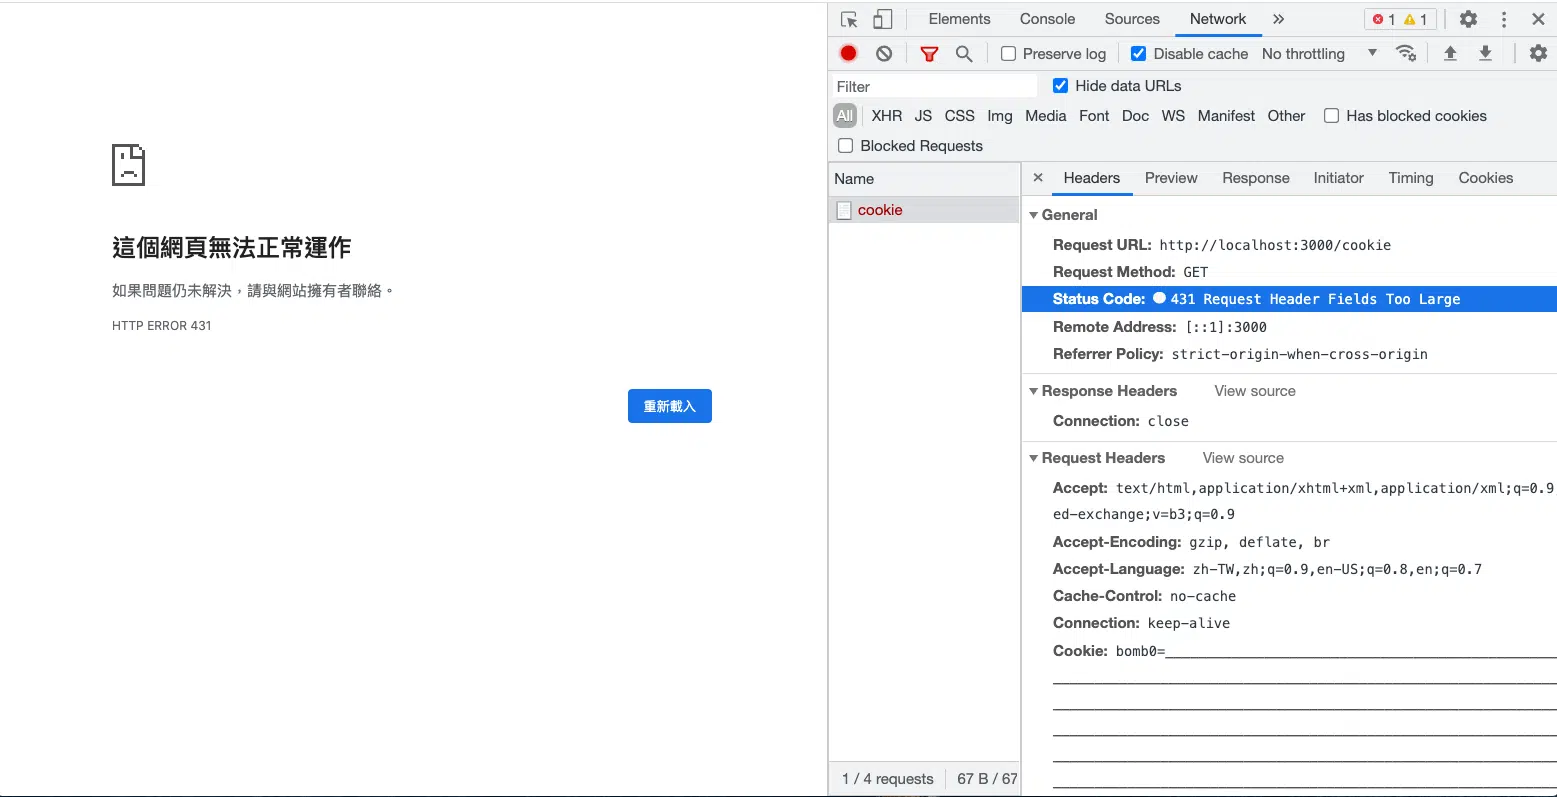 這個網頁無法正常運作
如果問題仍未解決，請與網站擁有者聯絡。
HTTP ERROR 431
重新載入
Elements Console Sources Network » 1 1
Preserve log Disable cache No throttling
Filter Hide data URLs
All XHR JS CSS Img Media Font Doc WS Manifest Other Has blocked cookies
Blocked Requests
Name
cookie
1 / 4 requests 67 B / 67
× Headers Preview Response Initiator Timing Cookies
General
Request URL: http://localhost:3000/cookie
Request Method: GET
Status Code: 431 Request Header Fields Too Large
Remote Address: [::1]:3000
Referrer Policy: strict-origin-when-cross-origin
Response Headers View source
Connection: close
Request Headers View source
Accept: text/html,application/xhtml+xml,application/xml;q=0.9
ed-exchange;v=b3;q=0.9
Accept-Encoding: gzip, deflate, br
Accept-Language: zh-TW,zh;q=0.9,en-US;q=0.8,en;q=0.7
Cache-Control: no-cache
Connection: keep-alive
Cookie: bomb0=________________________________________________